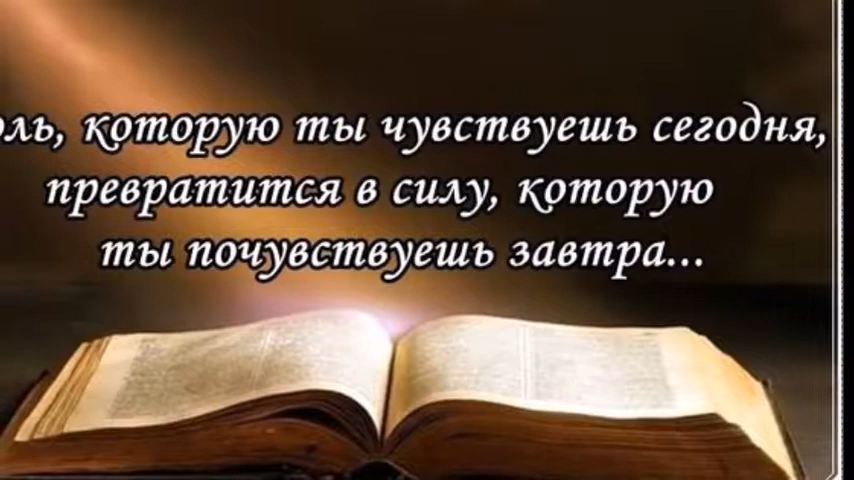 оль, которую ты чувствуешь сегодня,
превратится в силу, которую
ты почувствуешь завтра...